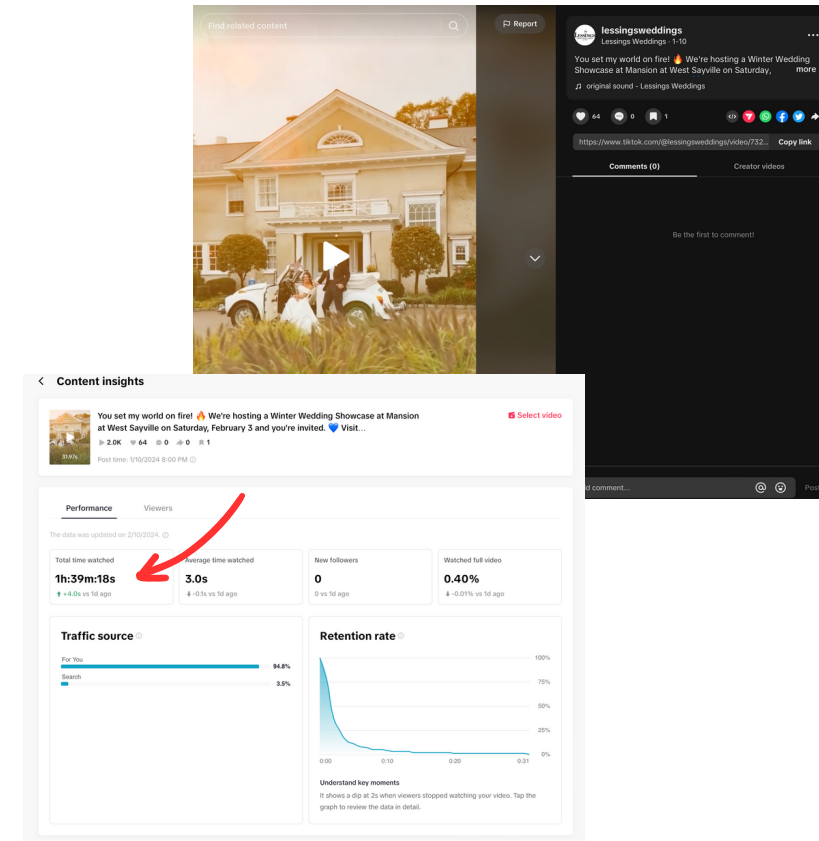 Find related content
Report
lessingsweddings
Lessings Weddings · 1-10
...
You set my world on fire! 🔥 We're hosting a Winter Wedding
Showcase at Mansion at West Sayville on Saturday, more
♫ original sound - Lessings Weddings
64 0 1
https://www.tiktok.com/@lessingsweddings/video/732... Copy link
Comments (0) Creator videos
Be the first to comment!
d comment... Post
Content insights
You set my world on fire! 🔥 We're hosting a Winter Wedding Showcase at Mansion
at West Sayville on Saturday, February 3 and you're invited. 💙 Visit...
Select video
2.0K 64 0 0 1
31.97s
Post time: 1/10/2024 8:00 PM
Performance Viewers
The data was updated on 2/10/2024.
Total time watched
1h:39m:18s
+4.0s vs 1d ago
Average time watched
3.0s
-0.1s vs 1d ago
New followers
0
0 vs 1d ago
Watched full video
0.40%
-0.01% vs 1d ago
Traffic source
For You
94.8%
Search
3.5%
Retention rate
100%
75%
50%
25%
0%
0:00 0:10 0:20 0:31
Understand key moments
It shows a dip at 2s when viewers stopped watching your video. Tap the
graph to review the data in detail.